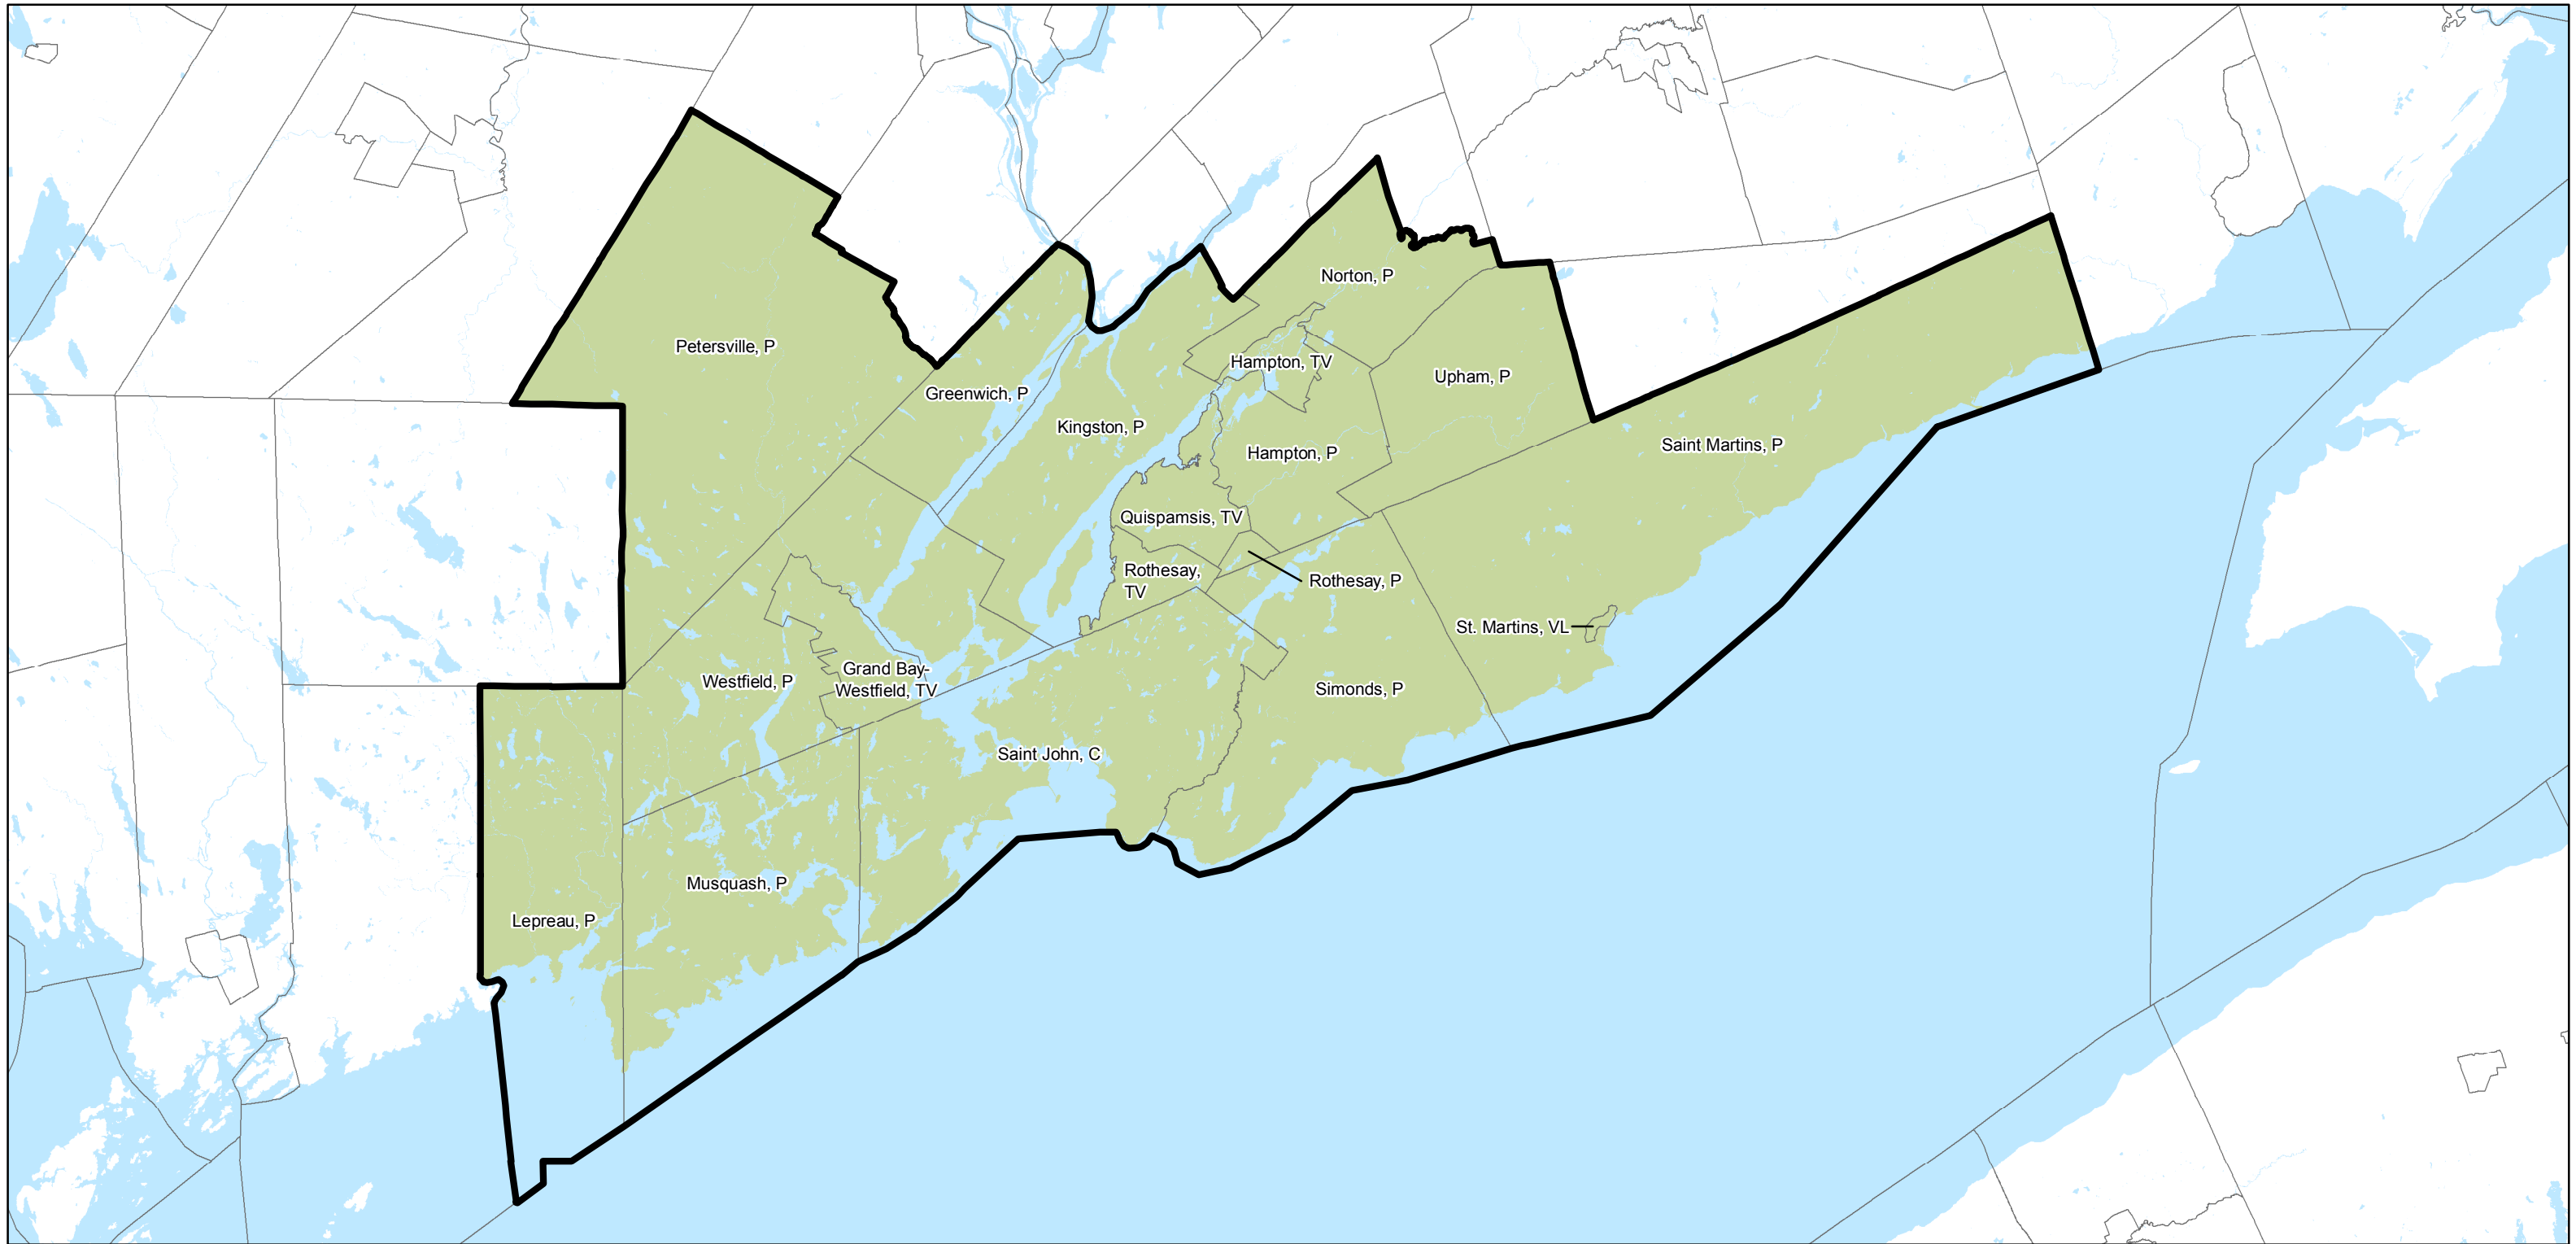 Norton, P
Petersville, P
Hampton, TV
Upham, P
Greenwich, P
Kingston, P
Saint Martins, P
Hampton, P
Quispamsis, TV
Rothesay,
TV
Rothesay, P
St. Martins, VL
Grand Bay-
Westfield, TV
Westfield, P
Simonds, P
Saint John, C
Musquash, P
Lepreau, P